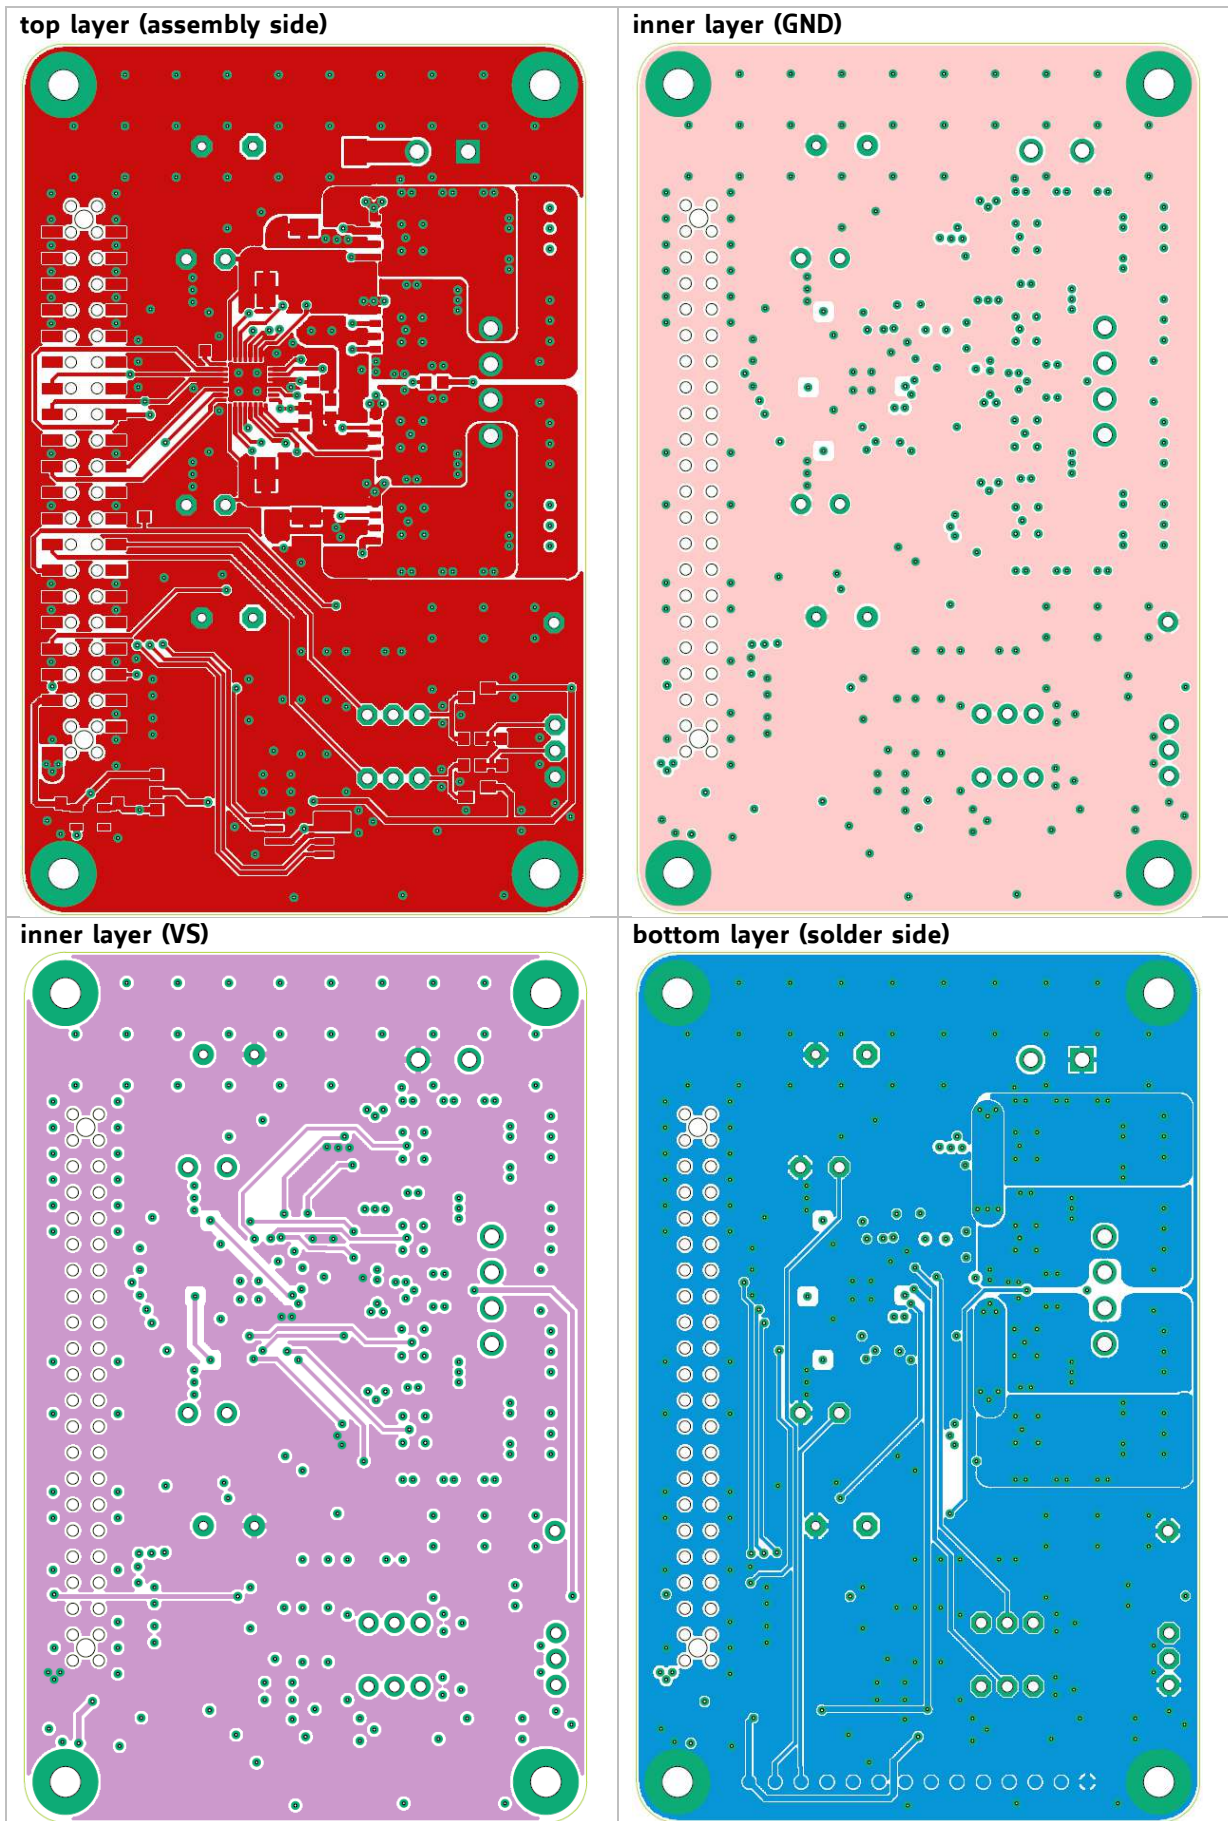 top layer (assembly side)
inner layer (GND)
inner layer (VS)
bottom layer (solder side)